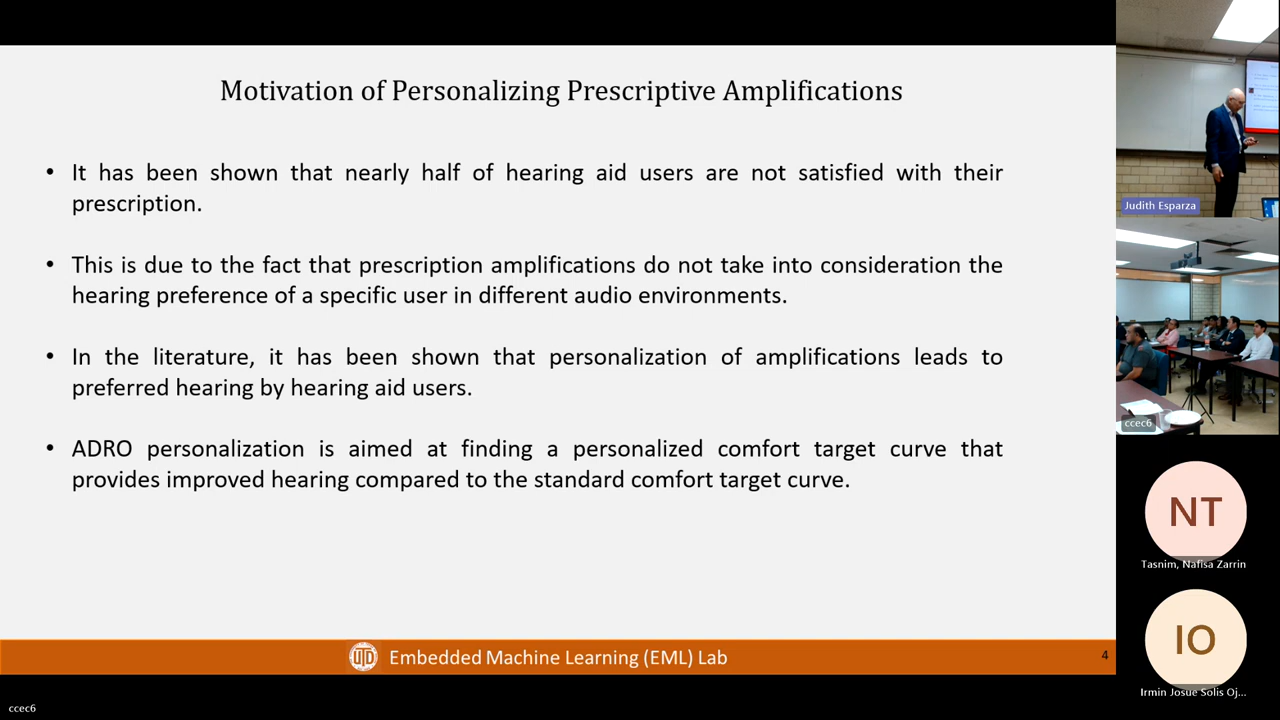 Motivation of Personalizing Prescriptive Amplifications
• It has been shown that nearly half of hearing aid users are not satisfied with their
prescription.
• This is due to the fact that prescription amplifications do not take into consideration the
hearing preference of a specific user in different audio environments.
• In the literature, it has been shown that personalization of amplifications leads to
preferred hearing by hearing aid users.
• ADRO personalization is aimed at finding a personalized comfort target curve that
provides improved hearing compared to the standard comfort target curve.
UTD Embedded Machine Learning (EML) Lab
4
ccec6
Judith Esparza
ccec6
NT
Tasnim, Nafisa Zarrin
IO
Irmin Josue Solis Oj...